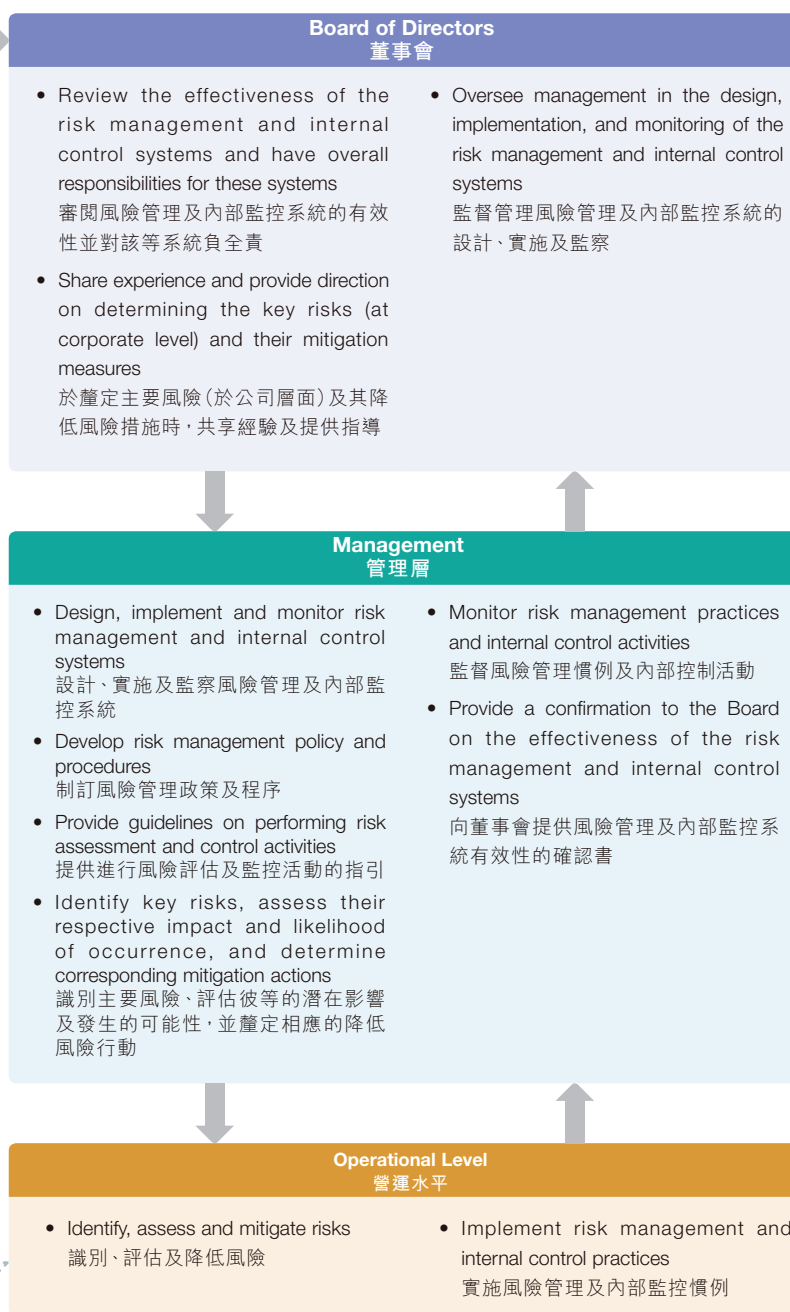 Board of Directors
董事會
• Review the effectiveness of the
risk management and internal
control systems and have overall
responsibilities for these systems
審閱風險管理及內部監控系統的有效
性並對該等系統負全責
• Share experience and provide direction
on determining the key risks (at
corporate level) and their mitigation
measures
於釐定主要風險（於公司層面）及其降
低風險措施時，共享經驗及提供指導
• Oversee management in the design,
implementation, and monitoring of the
risk management and internal control
systems
監督管理風險管理及內部監控系統的
設計、實施及監察
Management
管理層
• Design, implement and monitor risk
management and internal control
systems
設計、實施及監察風險管理及內部監
控系統
• Develop risk management policy and
procedures
制訂風險管理政策及程序
• Provide guidelines on performing risk
assessment and control activities
提供進行風險評估及監控活動的指引
• Identify key risks, assess their
respective impact and likelihood
of occurrence, and determine
corresponding mitigation actions
識別主要風險、評估彼等的潛在影響
及發生的可能性，並釐定相應的降低
風險行動
• Monitor risk management practices
and internal control activities
監督風險管理慣例及內部控制活動
• Provide a confirmation to the Board
on the effectiveness of the risk
management and internal control
systems
向董事會提供風險管理及內部監控系
統有效性的確認書
Operational Level
營運水平
• Identify, assess and mitigate risks
識別、評估及降低風險
• Implement risk management and
internal control practices
實施風險管理及內部監控慣例